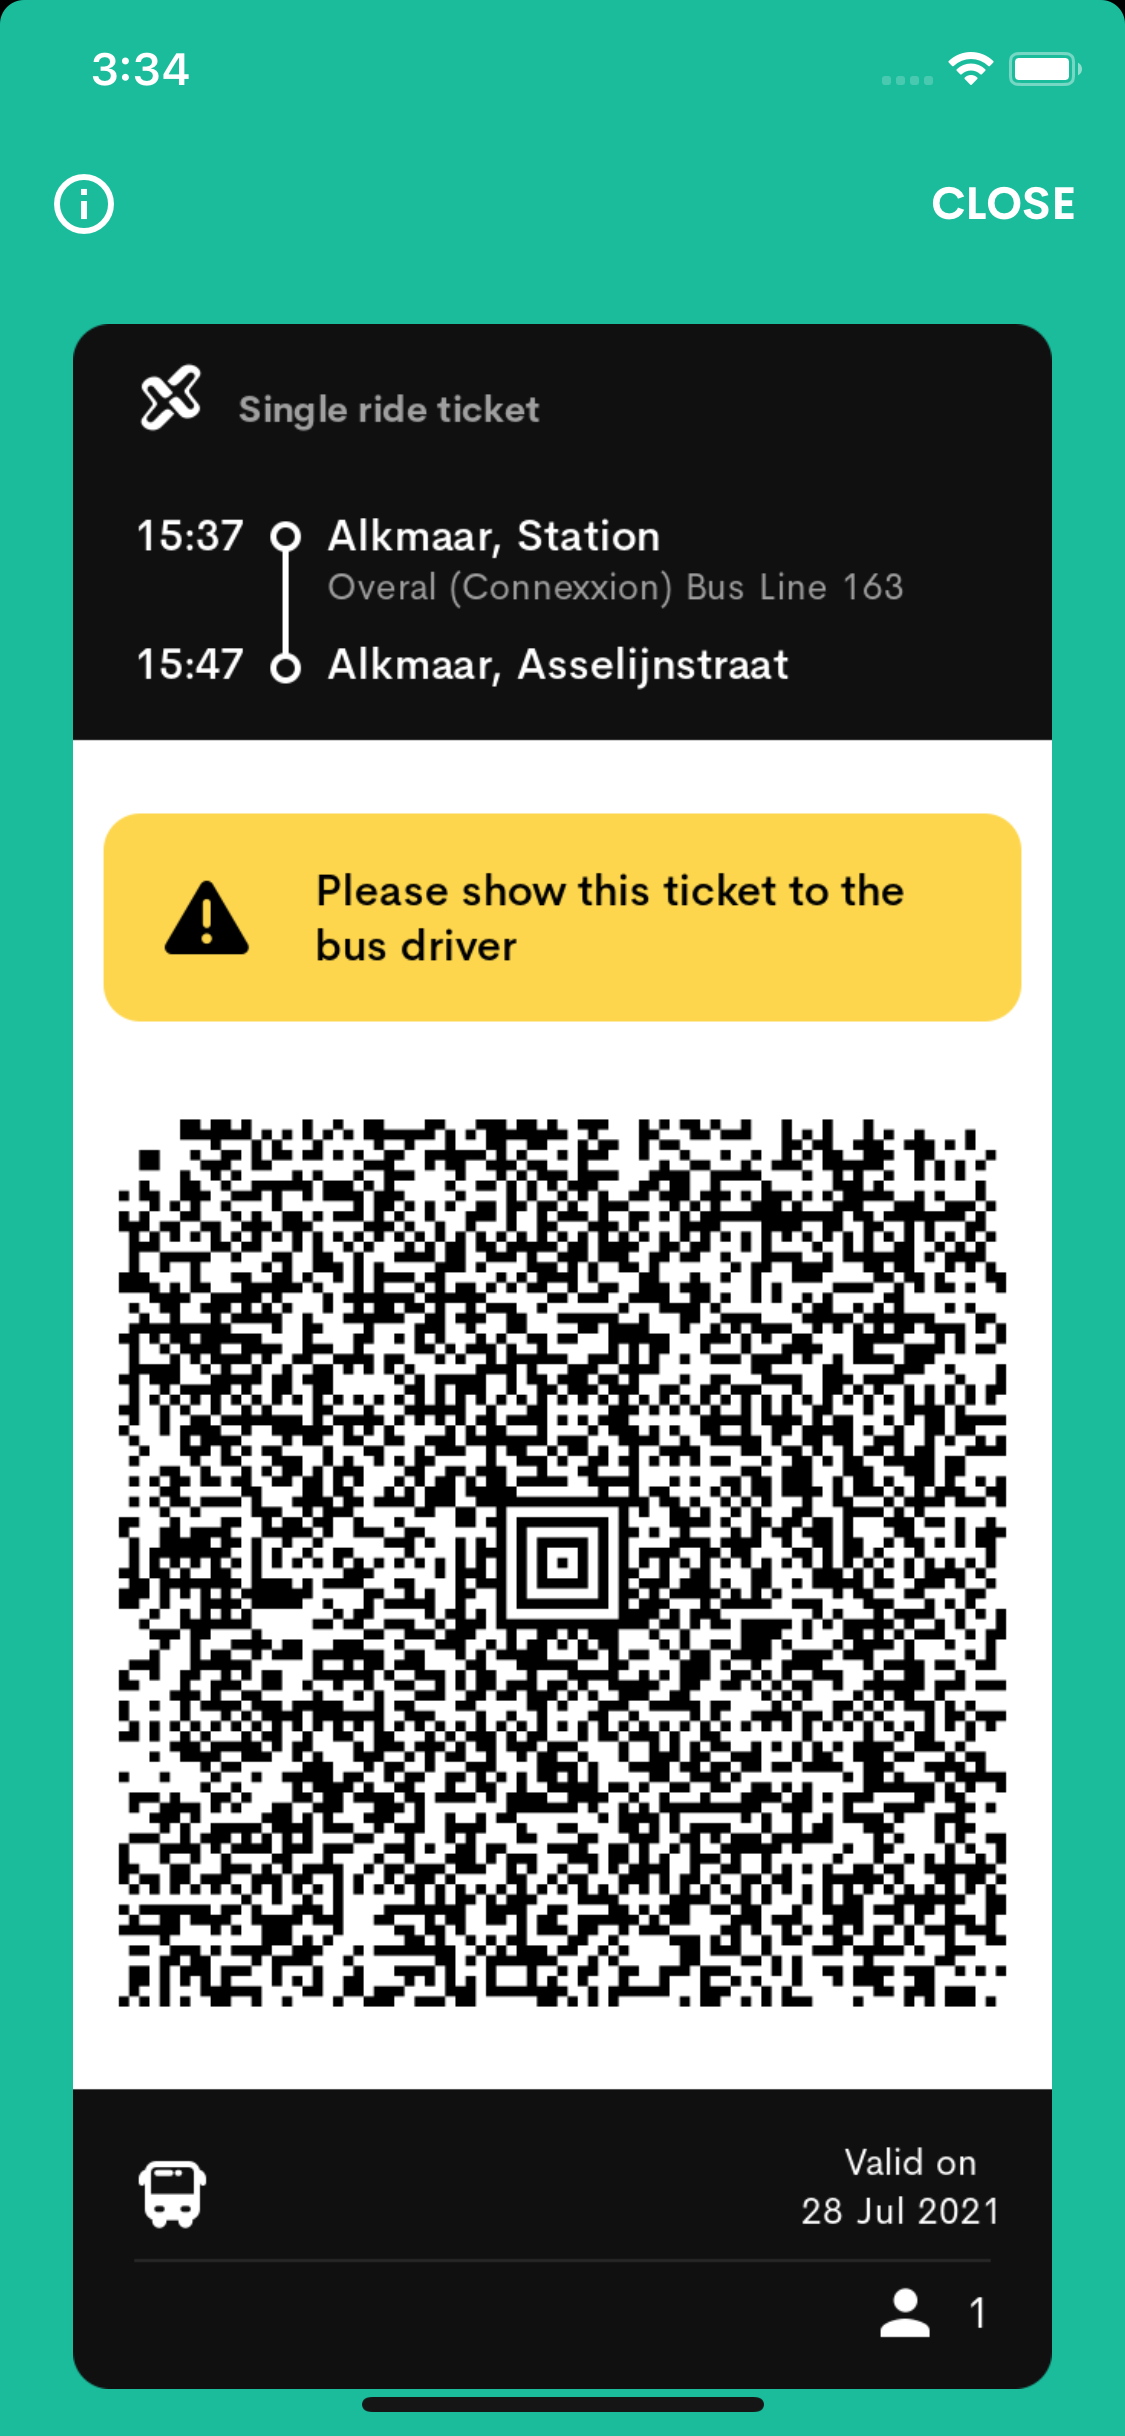 3:34
CLOSE
Single ride ticket
15:37 Alkmaar, Station
Overal (Connexxion) Bus Line 163
15:47 Alkmaar, Asselijnstraat
Please show this ticket to the
bus driver
Valid on
28 Jul 2021
1